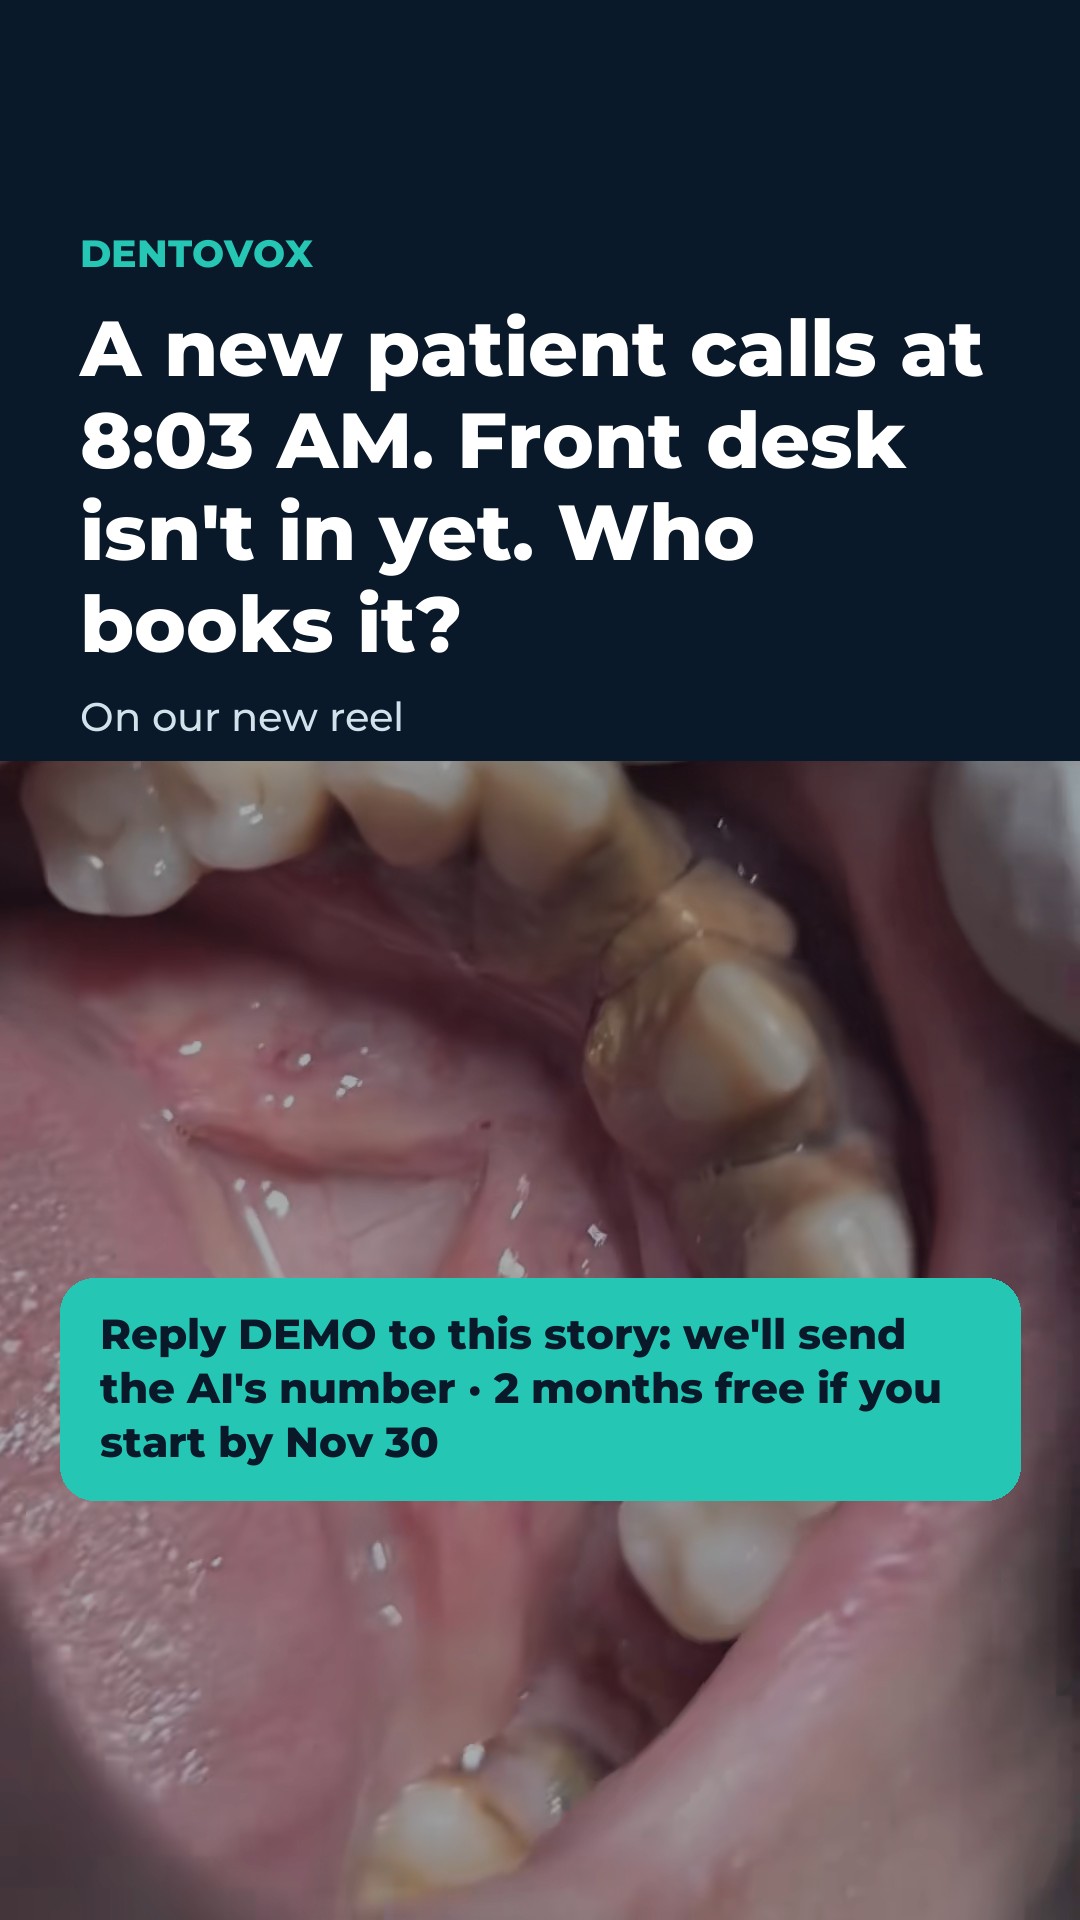 DENTOVOX
A new patient calls at
8:03 AM. Front desk
isn't in yet. Who
books it?
On our new reel
Reply DEMO to this story: we'll send
the AI's number · 2 months free if you
start by Nov 30